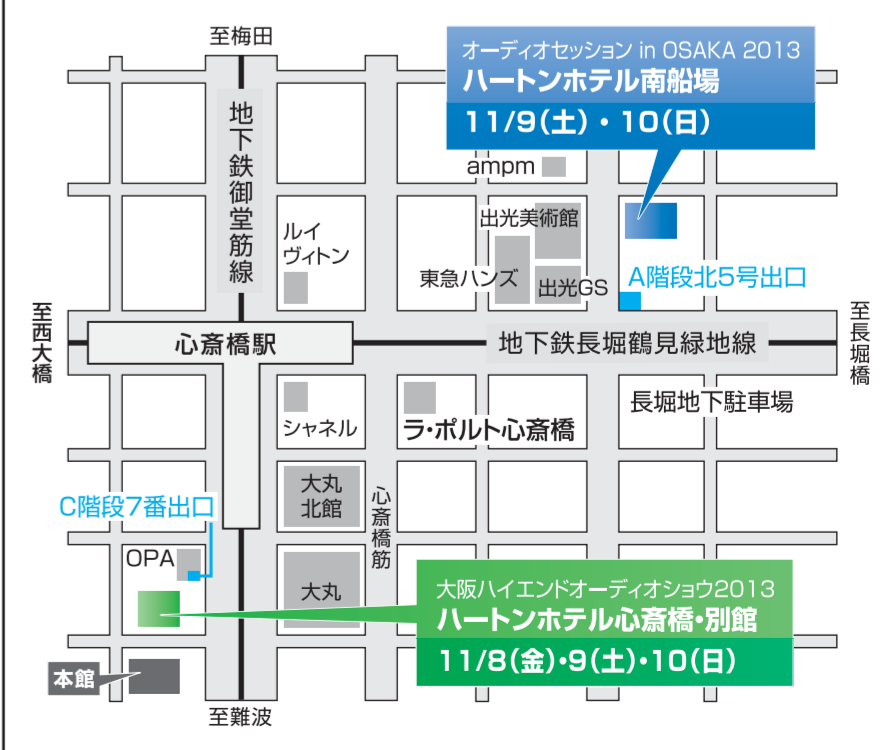 至梅田
オーディオセッション in OSAKA 2013
ハートンホテル南船場
11/9(土)・10(日)
地下鉄御堂筋線
ampm
ルイ
ヴィトン
出光美術館
東急ハンズ
出光GS
A階段北5号出口
至西大橋
心斎橋駅
地下鉄長堀鶴見緑地線
至長堀橋
シャネル
ラ・ポルト心斎橋
長堀地下駐車場
大丸
北館
心斎橋筋
C階段7番出口
OPA
大丸
大阪ハイエンドオーディオショウ2013
ハートンホテル心斎橋・別館
11/8(金)・9(土)・10(日)
本館
至難波